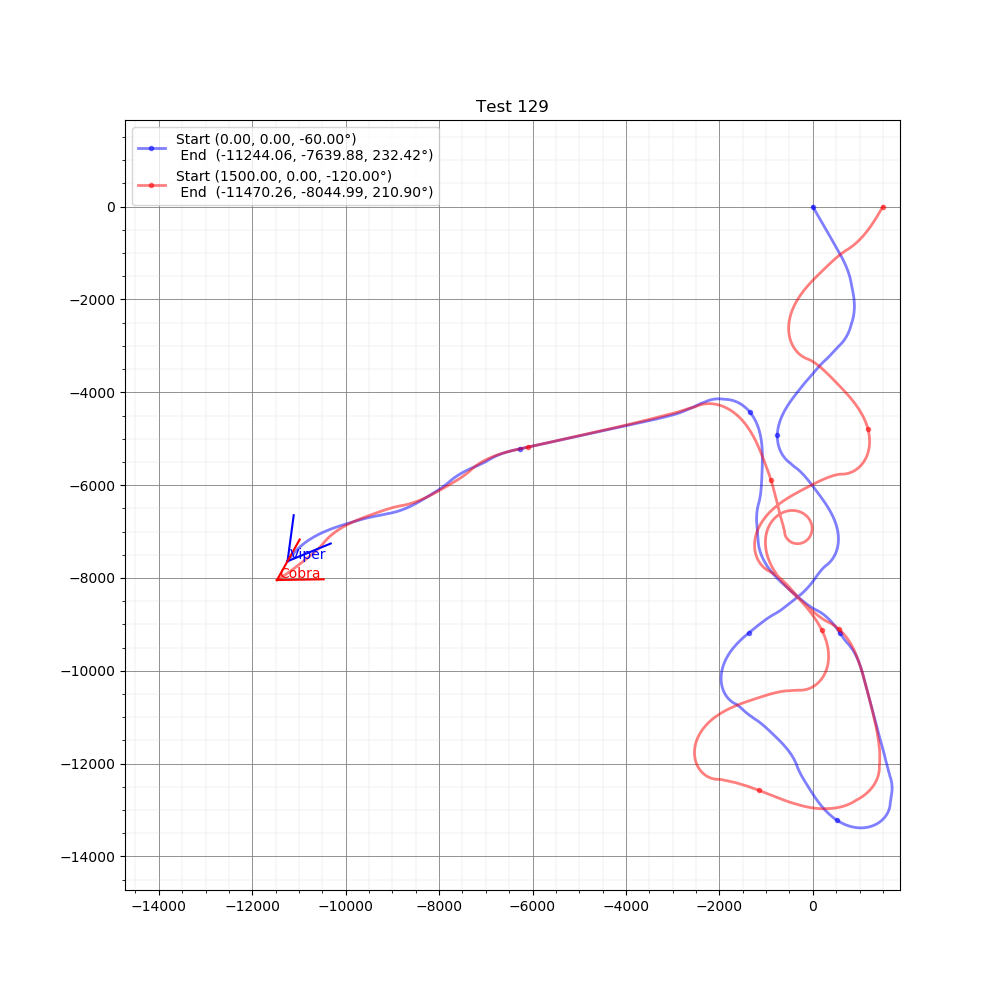 Test 129
Start (0.00, 0.00, -60.00°)
End (-11244.06, -7639.88, 232.42°)
Start (1500.00, 0.00, -120.00°)
End (-11470.26, -8044.99, 210.90°)
0
−2000
−4000
−6000
−8000
−10000
−12000
−14000
Viper
Cobra
−14000 −12000 −10000 −8000 −6000 −4000 −2000 0